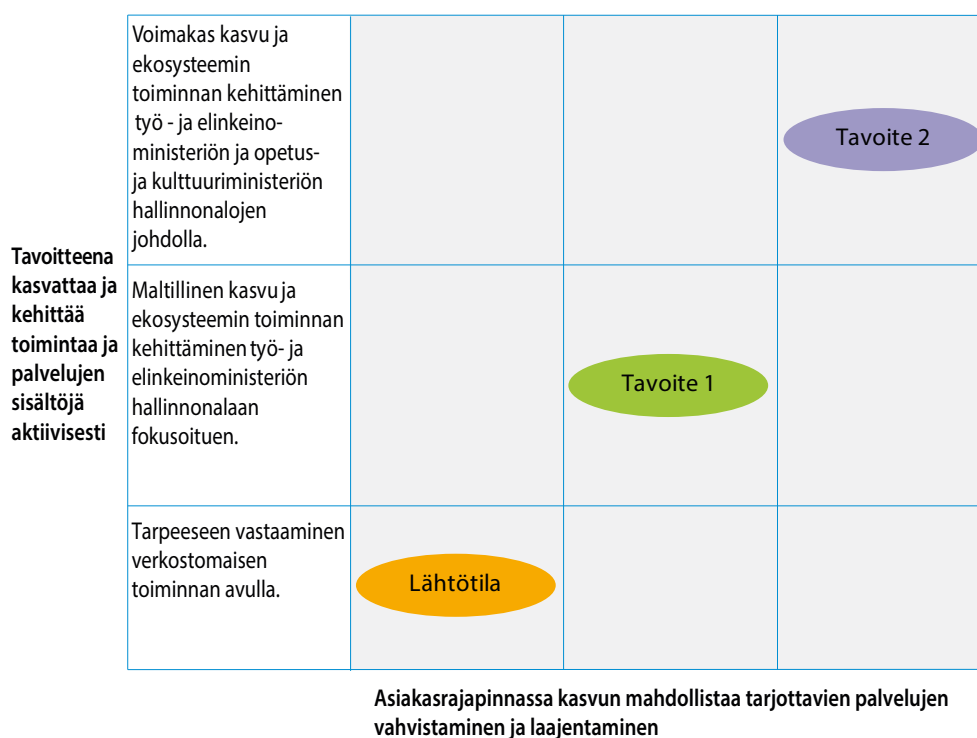 Voimakas kasvu ja
ekosysteemin
toiminnan kehittäminen
työ - ja elinkeino-
ministeriön ja opetus-
ja kulttuuriministeriön
hallinnonalojen
johdolla.
Tavoite 2
Tavoitteena
kasvattaa ja
kehittää
toimintaa ja
palvelujen
sisältöjä
aktiivisesti
Maltillinen kasvu ja
ekosysteemin toiminnan
kehittäminen työ- ja
elinkeinoministeriön
hallinnonalaan
fokusoituen.
Tavoite 1
Tarpeeseen vastaaminen
verkostomaisen
toiminnan avulla.
Lähtötila
Asiakasrajapinnassa kasvun mahdollistaa tarjottavien palvelujen
vahvistaminen ja laajentaminen